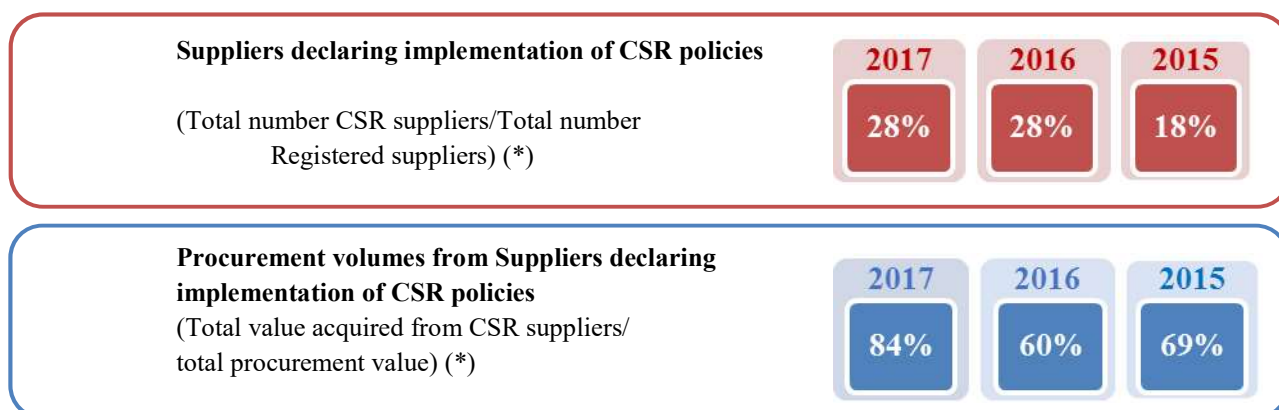 Suppliers declaring implementation of CSR policies
(Total number CSR suppliers/Total number
Registered suppliers) (*)
2017 2016 2015
28% 28% 18%
Procurement volumes from Suppliers declaring
implementation of CSR policies
(Total value acquired from CSR suppliers/
total procurement value) (*)
2017 2016 2015
84% 60% 69%